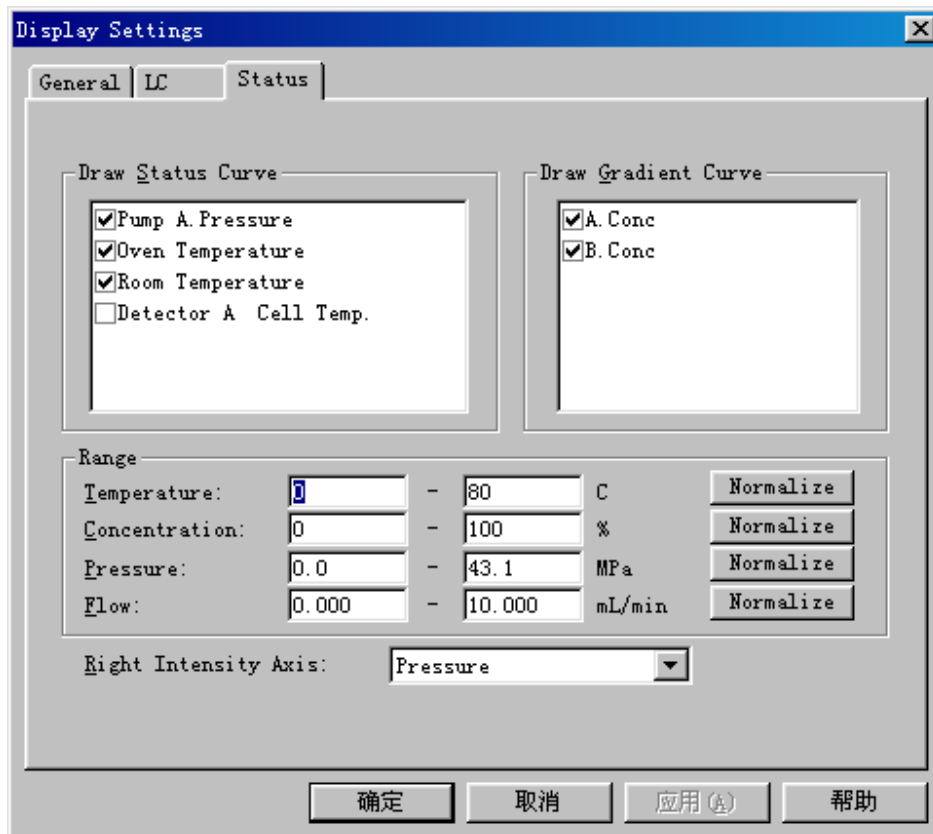 Display Settings
General LC Status
Draw Status Curve
Pump A.Pressure
Oven Temperature
Room Temperature
Detector A Cell Temp.
Draw Gradient Curve
A.Conc
B.Conc
Range
Temperature: 0 - 80 C Normalize
Concentration: 0 - 100 % Normalize
Pressure: 0.0 - 43.1 MPa Normalize
Flow: 0.000 - 10.000 mL/min Normalize
Right Intensity Axis: Pressure
确定 取消 应用(A) 帮助